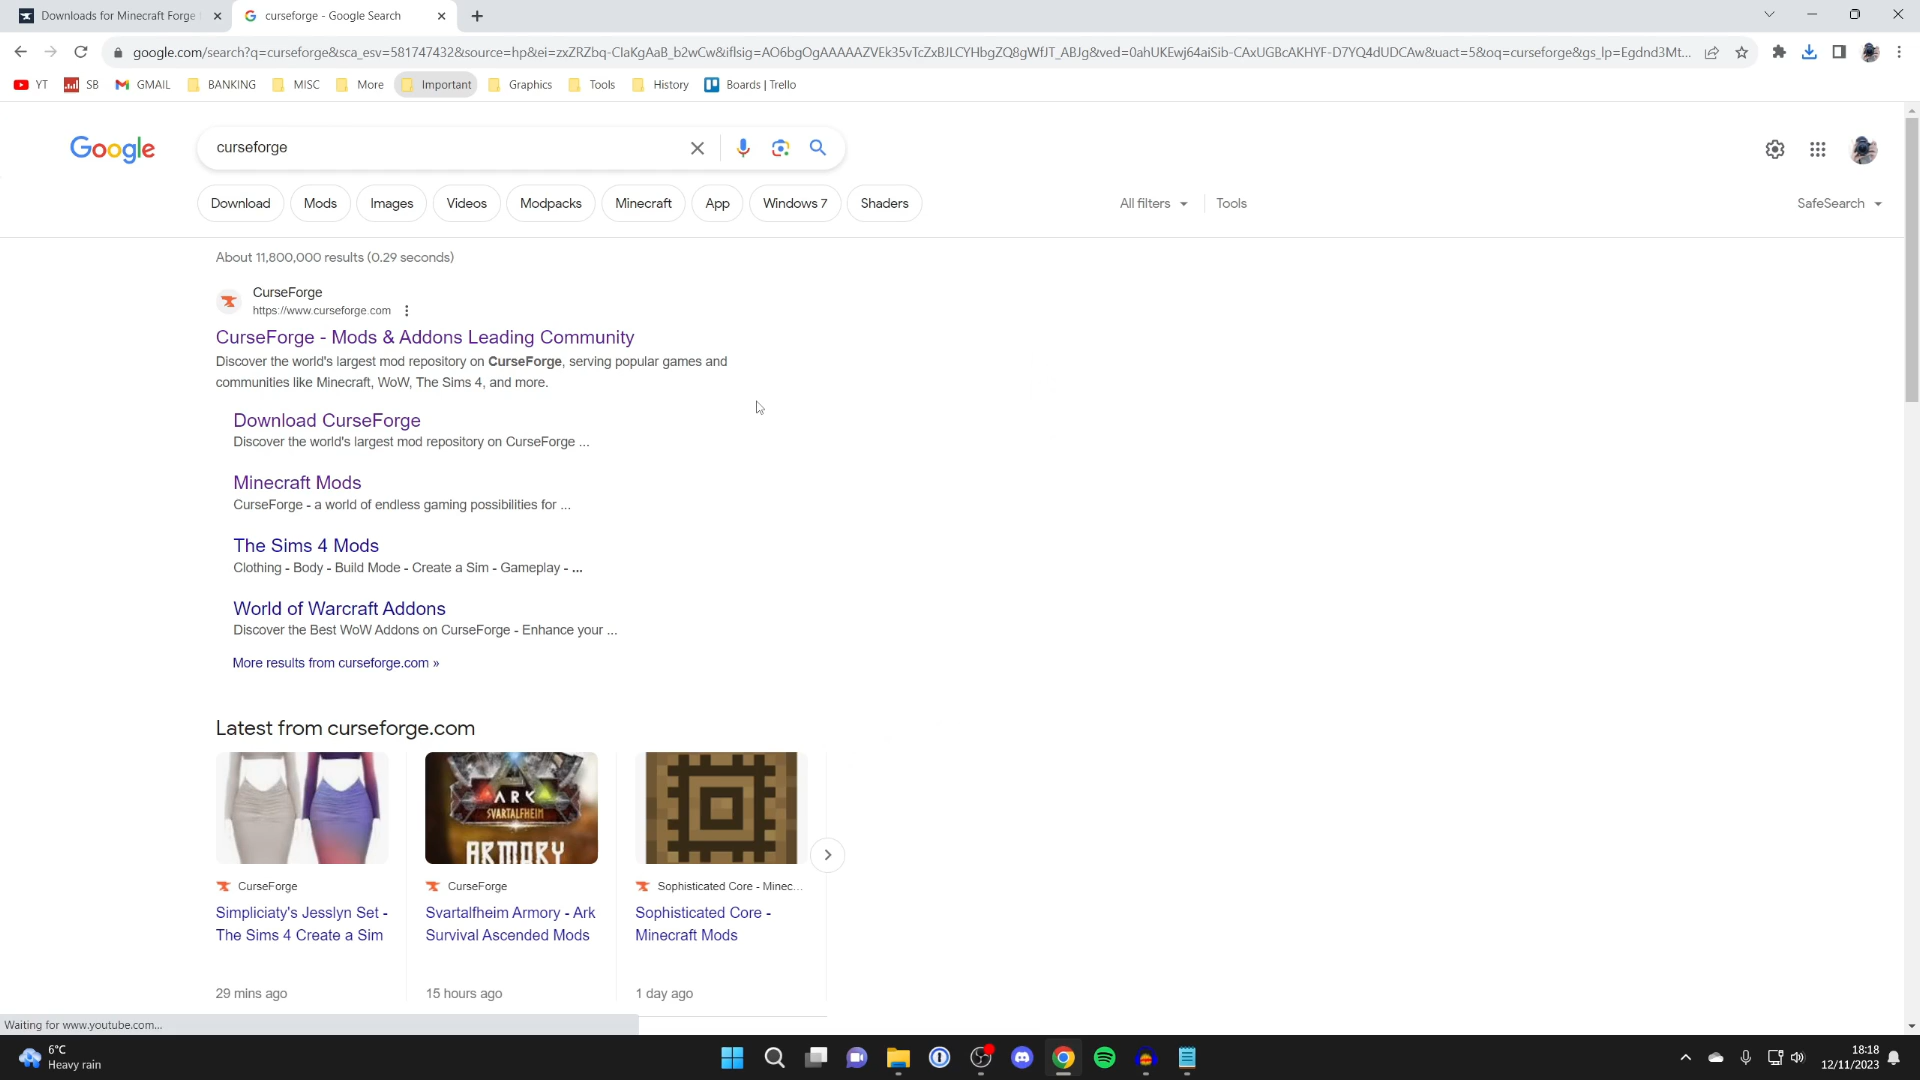 Downloads for Minecraft Forge
curseforge - Google Search
google.com/search?q=curseforge&sca_esv=581747432&source=hp&ei=zxZRZbq-CIaKgAaB_b2wCw&iflsig=AO6bgOgAAAAAZVEk35vTcZxBJLCYHbgZQ8gWfJT_ABJg&ved=0ahUKEwj64aiSib-CAxUGBcAKHYF-D7YQ4dUDCAw&uact=5&oq=curseforge&gs_lp=Egdnd3Mt...
YT SB GMAIL BANKING MISC More Important Graphics Tools History Boards | Trello
Google curseforge
Download Mods Images Videos Modpacks Minecraft App Windows 7 Shaders All filters Tools SafeSearch
About 11,800,000 results (0.29 seconds)
CurseForge
https://www.curseforge.com
CurseForge - Mods & Addons Leading Community
Discover the world's largest mod repository on CurseForge, serving popular games and
communities like Minecraft, WoW, The Sims 4, and more.
Download CurseForge
Discover the world's largest mod repository on CurseForge ...
Minecraft Mods
CurseForge - a world of endless gaming possibilities for ...
The Sims 4 Mods
Clothing - Body - Build Mode - Create a Sim - Gameplay - ...
World of Warcraft Addons
Discover the Best WoW Addons on CurseForge - Enhance your ...
More results from curseforge.com »
Latest from curseforge.com
ARK
SVARTALFHEIM
ARMORY
CurseForge CurseForge Sophisticated Core - Minec...
Simpliciaty's Jesslyn Set - Svartalfheim Armory - Ark Sophisticated Core -
The Sims 4 Create a Sim Survival Ascended Mods Minecraft Mods
29 mins ago 15 hours ago 1 day ago
Waiting for www.youtube.com...
6°C
Heavy rain
18:18
12/11/2023